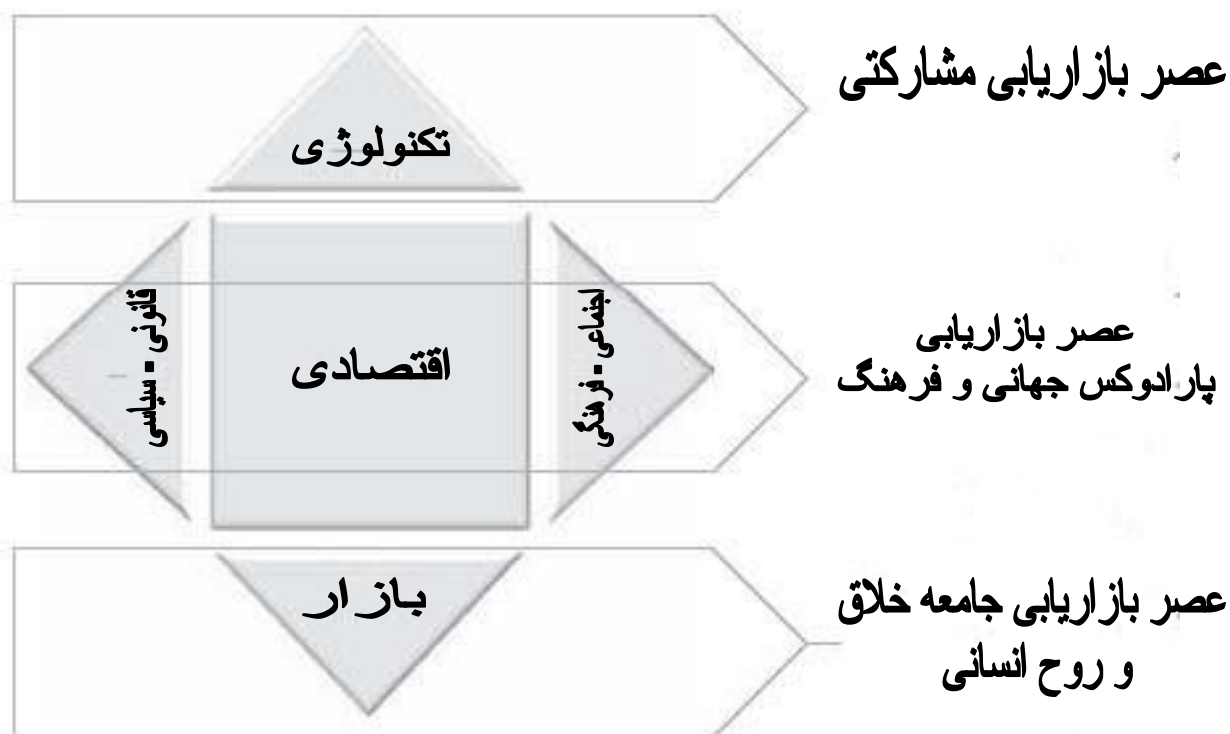 عصر بازاریابی مشارکتی
تکنولوژی
عصر بازاریابی
پارادوکس جهانی و فرهنگ
اجتماعی - فرهنگی
اقتصادی
قانونی - سیاسی
عصر بازاریابی جامعه خلاق
و روح انسانی
بازار